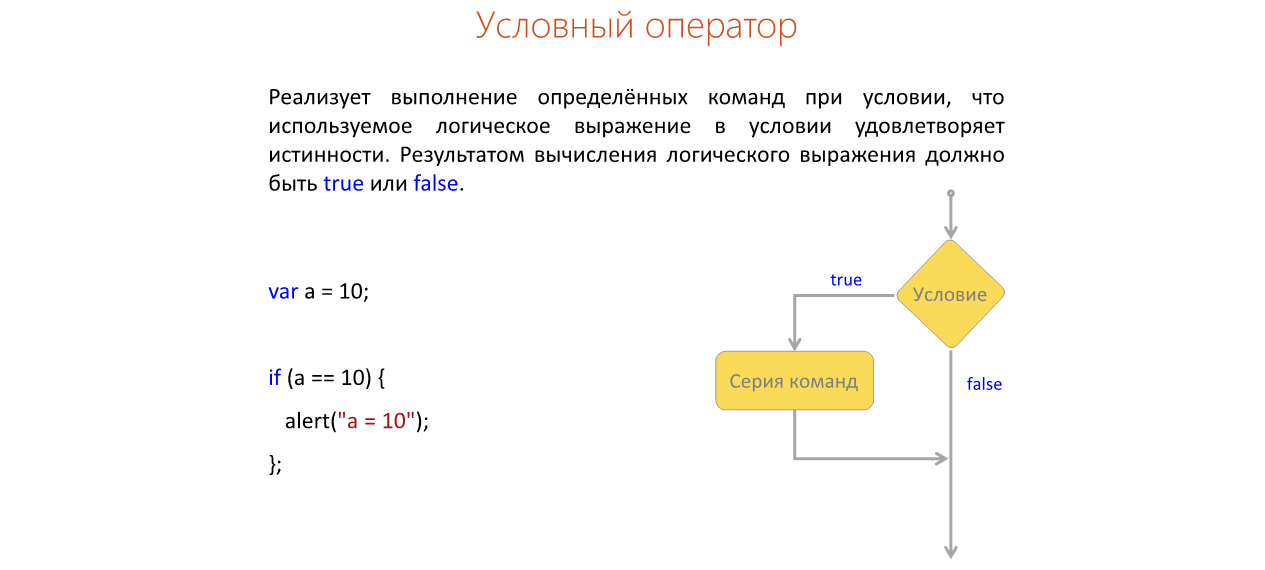 Условный оператор
Реализует выполнение определённых команд при условии, что
используемое логическое выражение в условии удовлетворяет
истинности. Результатом вычисления логического выражения должно
быть true или false.
var a = 10;
if (a == 10) {
alert("a = 10");
};
true
Условие
Серия команд
false